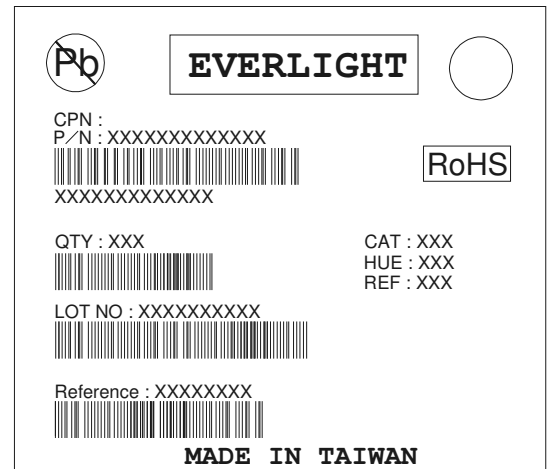 Pb
EVERLIGHT
CPN :
P/N : XXXXXXXXXXXXX
RoHS
XXXXXXXXXXXXX
QTY : XXX
CAT : XXX
HUE : XXX
REF : XXX
LOT NO : XXXXXXXXXX
Reference : XXXXXXXX
MADE IN TAIWAN